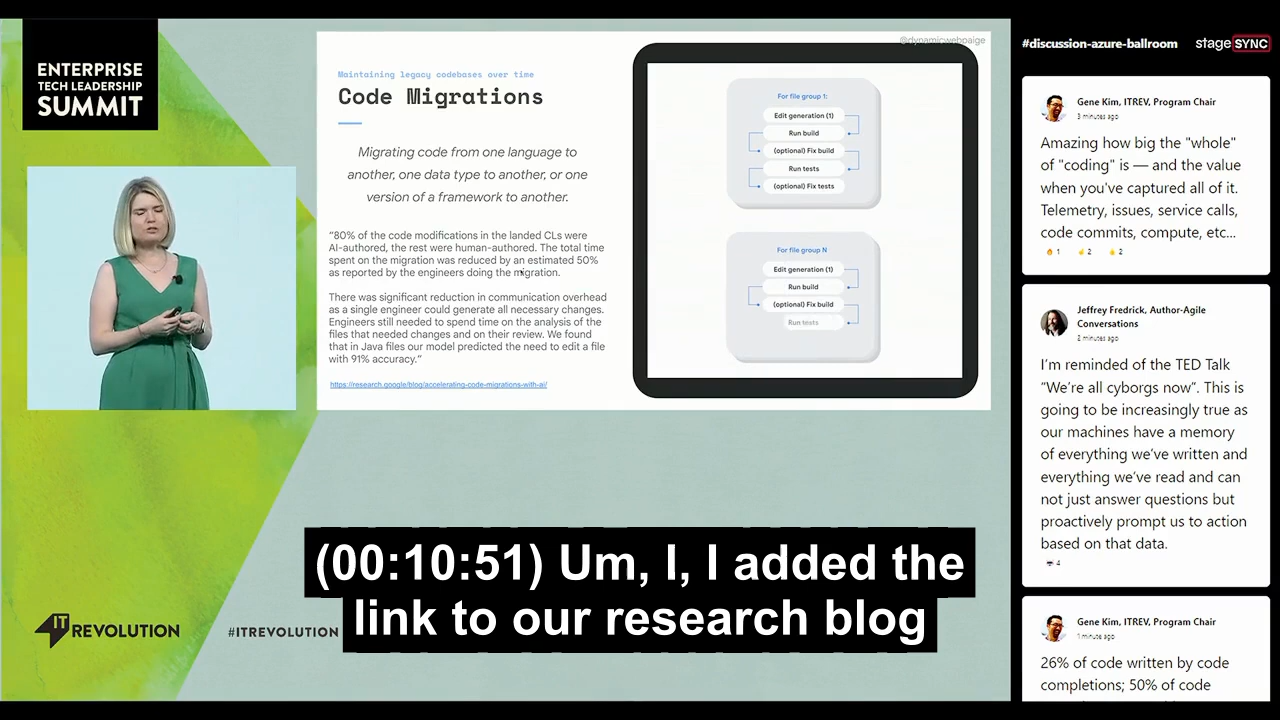 ENTERPRISE
TECH LEADERSHIP
SUMMIT
@dynamicwebpaige
Maintaining legacy codebases over time
Code Migrations
Migrating code from one language to
another, one data type to another, or one
version of a framework to another.
“80% of the code modifications in the landed CLs were
AI-authored, the rest were human-authored. The total time
spent on the migration was reduced by an estimated 50%
as reported by the engineers doing the migration.
There was significant reduction in communication overhead
as a single engineer could generate all necessary changes.
Engineers still needed to spend time on the analysis of the
files that needed changes and on their review. We found
that in Java files our model predicted the need to edit a file
with 91% accuracy.”
https://research.google/blog/accelerating-code-migrations-with-ai/
For file group 1:
Edit generation (1)
Run build
(optional) Fix build
Run tests
(optional) Fix tests
For file group N
Edit generation (1)
Run build
(optional) Fix build
Run tests
(00:10:51) Um, I, I added the
link to our research blog
IT REVOLUTION
#ITREVOLUTION
#discussion-azure-ballroom
stage SYNC
Gene Kim, ITREV, Program Chair
3 minutes ago
Amazing how big the "whole"
of "coding" is — and the value
when you've captured all of it.
Telemetry, issues, service calls,
code commits, compute, etc...
1 2 2
Jeffrey Fredrick, Author-Agile
Conversations
2 minutes ago
I’m reminded of the TED Talk
“We’re all cyborgs now”. This is
going to be increasingly true as
our machines have a memory
of everything we’ve written and
everything we’ve read and can
not just answer questions but
proactively prompt us to action
based on that data.
4
Gene Kim, ITREV, Program Chair
1 minute ago
26% of code written by code
completions; 50% of code